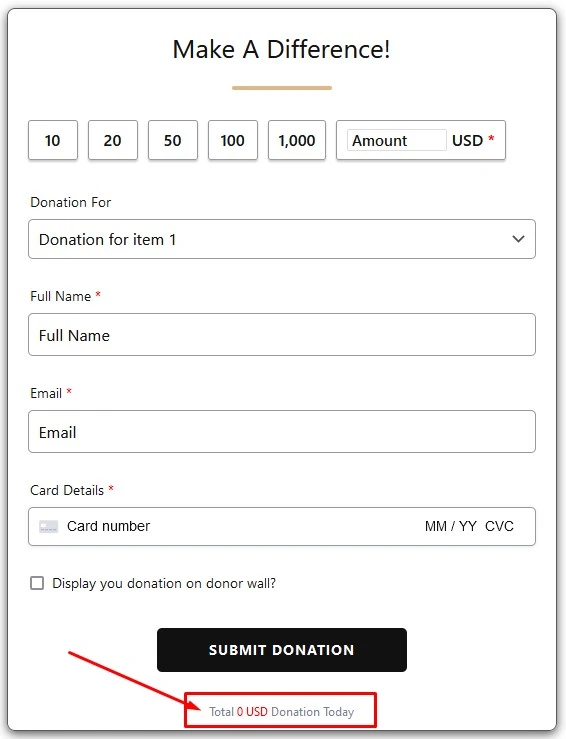 Make A Difference!
10 20 50 100 1,000 Amount USD *
Donation For
Donation for item 1
Full Name *
Full Name
Email *
Email
Card Details *
Card number MM / YY CVC
Display you donation on donor wall?
SUBMIT DONATION
Total 0 USD Donation Today